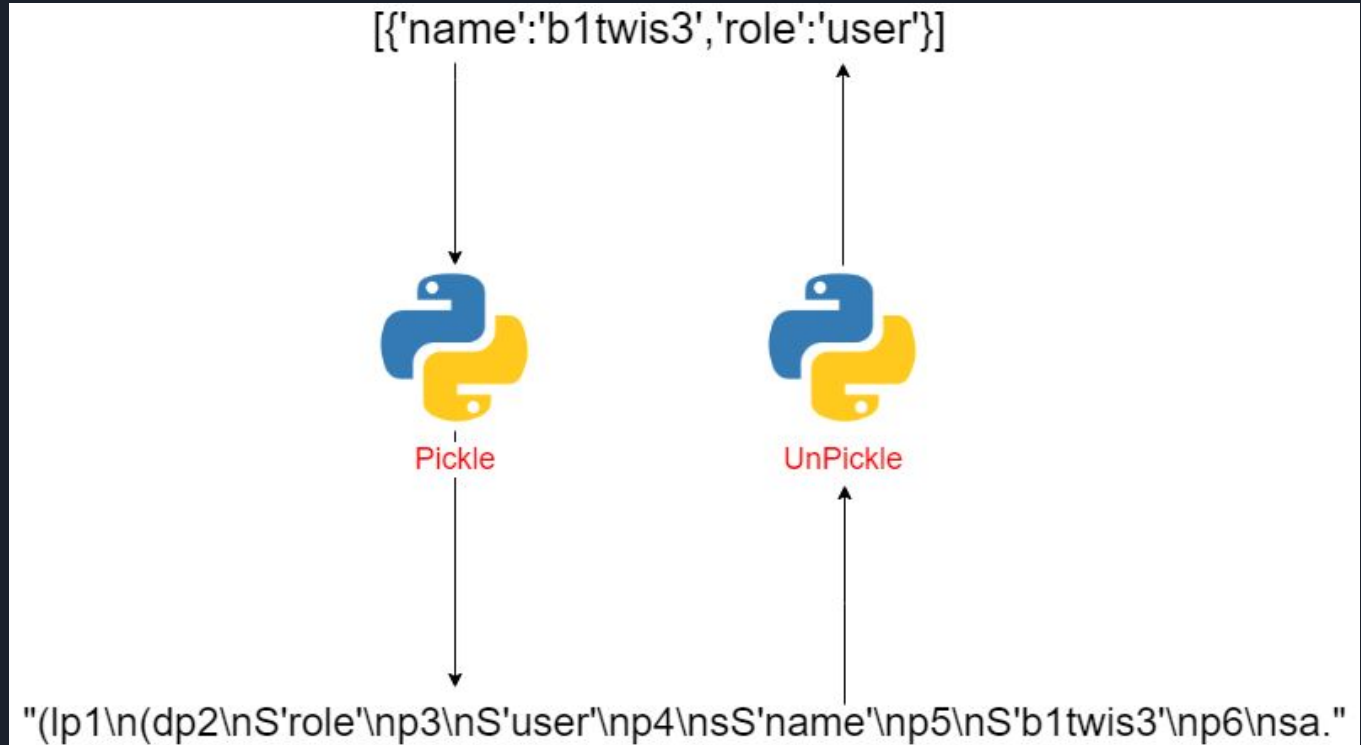 [{'name':'b1twis3','role':'user'}]
Pickle
UnPickle
"(lp1\n(dp2\nS'role'\np3\nS'user'\np4\nsS'name'\np5\nS'b1twis3'\np6\nsa."